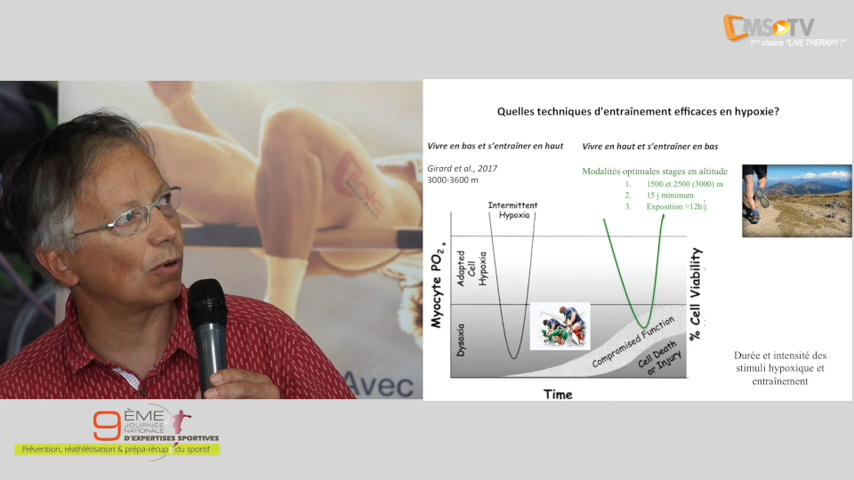 CMS TV
1ère chaîne "LIVE THERAPY !"
Quelles techniques d'entraînement efficaces en hypoxie?
Vivre en bas et s'entraîner en haut
Girard et al., 2017
3000-3600 m
Vivre en haut et s'entraîner en bas
Modalités optimales stages en altitude
1. 1500 et 2500 (3000) m
2. 15 j minimum
3. Exposition >12h/j
Intermittent
Hypoxia
Myocyte PO2
Adapted
Cell
Hypoxia
Dysoxia
Compromised Function
Cell Death
or Injury
% Cell Viability
Time
Durée et intensité des
stimuli hypoxique et
entraînement
Avec
9ÈME
JOURNÉE
NATIONALE
D'EXPERTISES SPORTIVES
Prévention, réathlétisation & prépa-récup du sportif